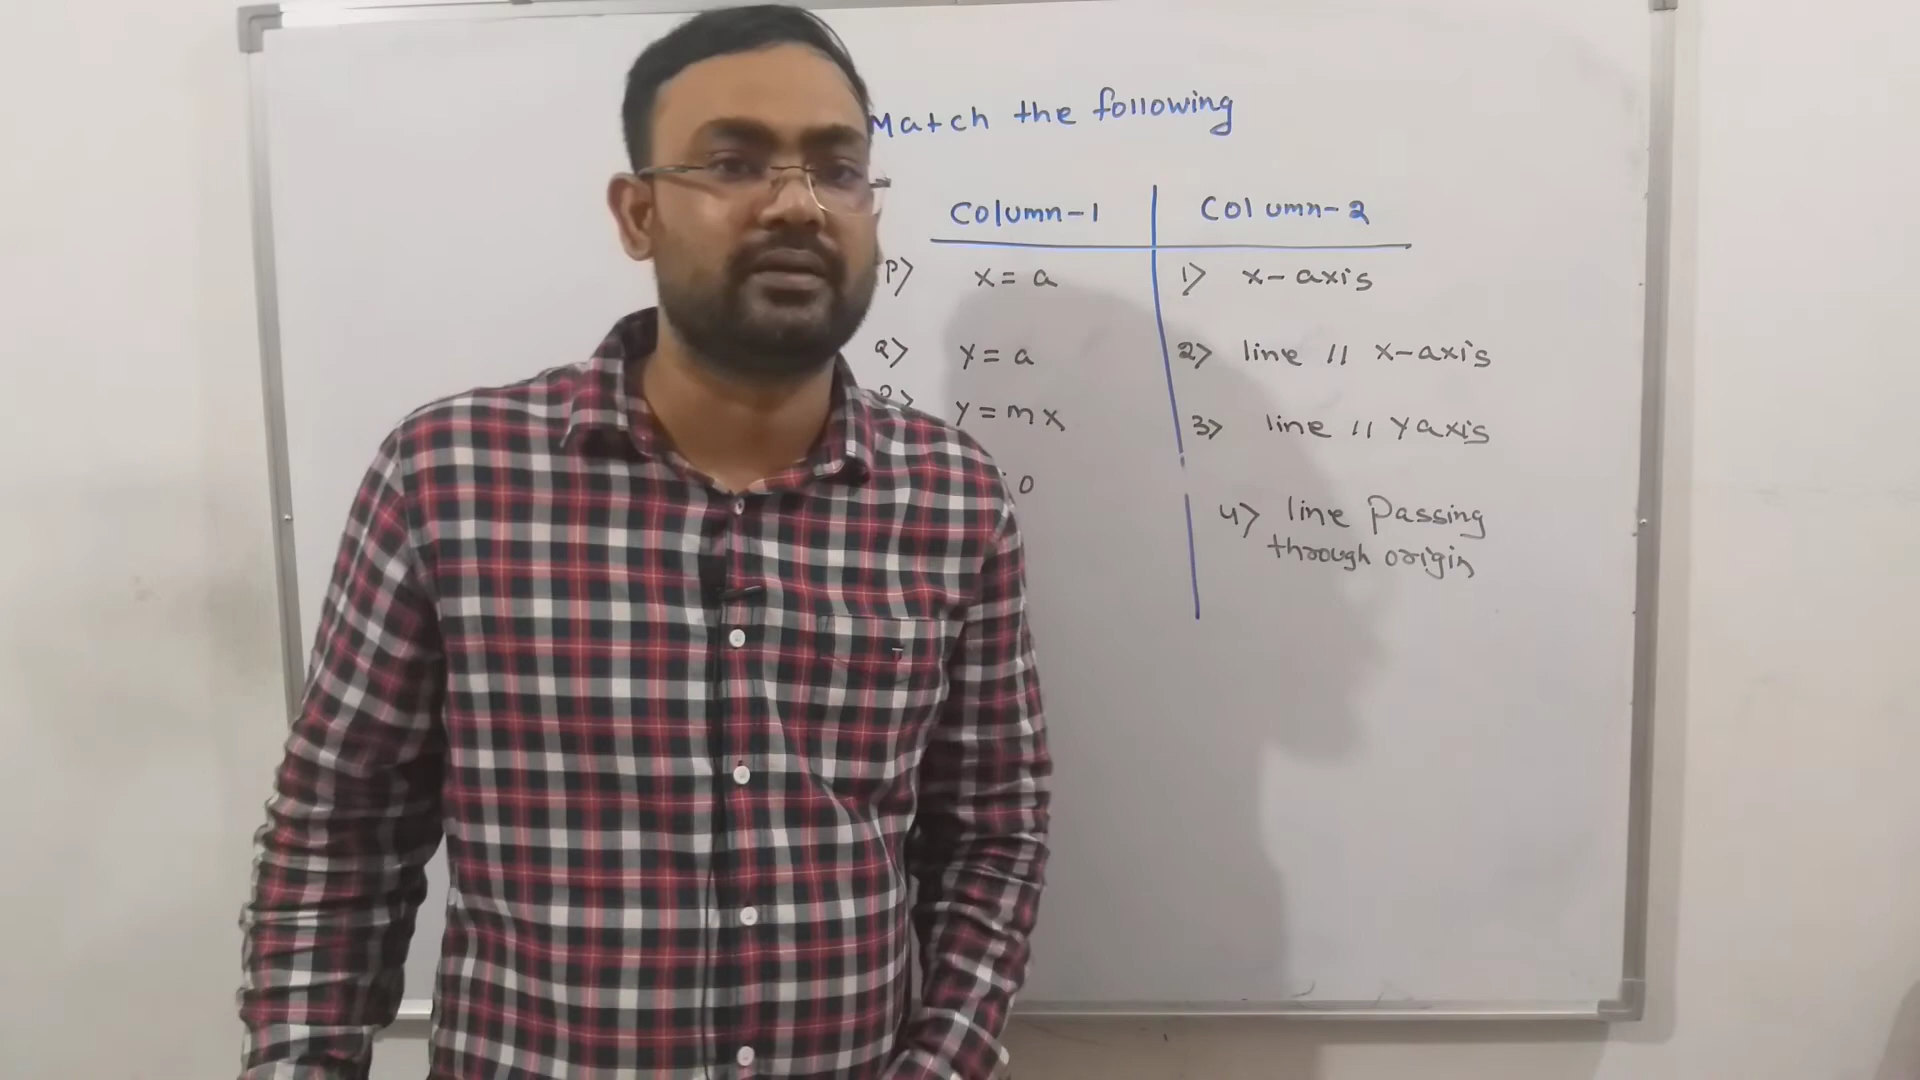 Match the following
Column-1 Column-2
P) x = a 1) x-axis
Q) y = a 2) line // x-axis
y = mx 3) line // y axis
0 4) line Passing
through origin